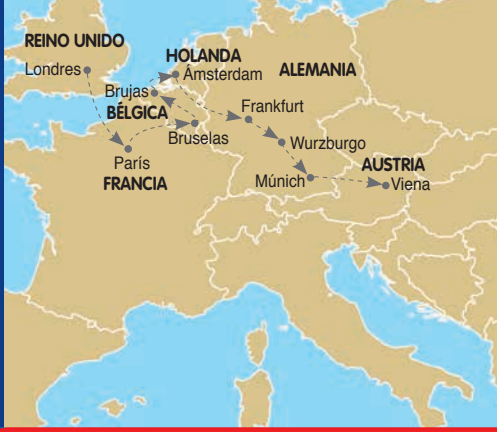 REINO UNIDO
Londres
HOLANDA
Ámsterdam
ALEMANIA
Brujas
BÉLGICA
Bruselas
Frankfurt
Wurzburgo
París
FRANCIA
Múnich
AUSTRIA
Viena